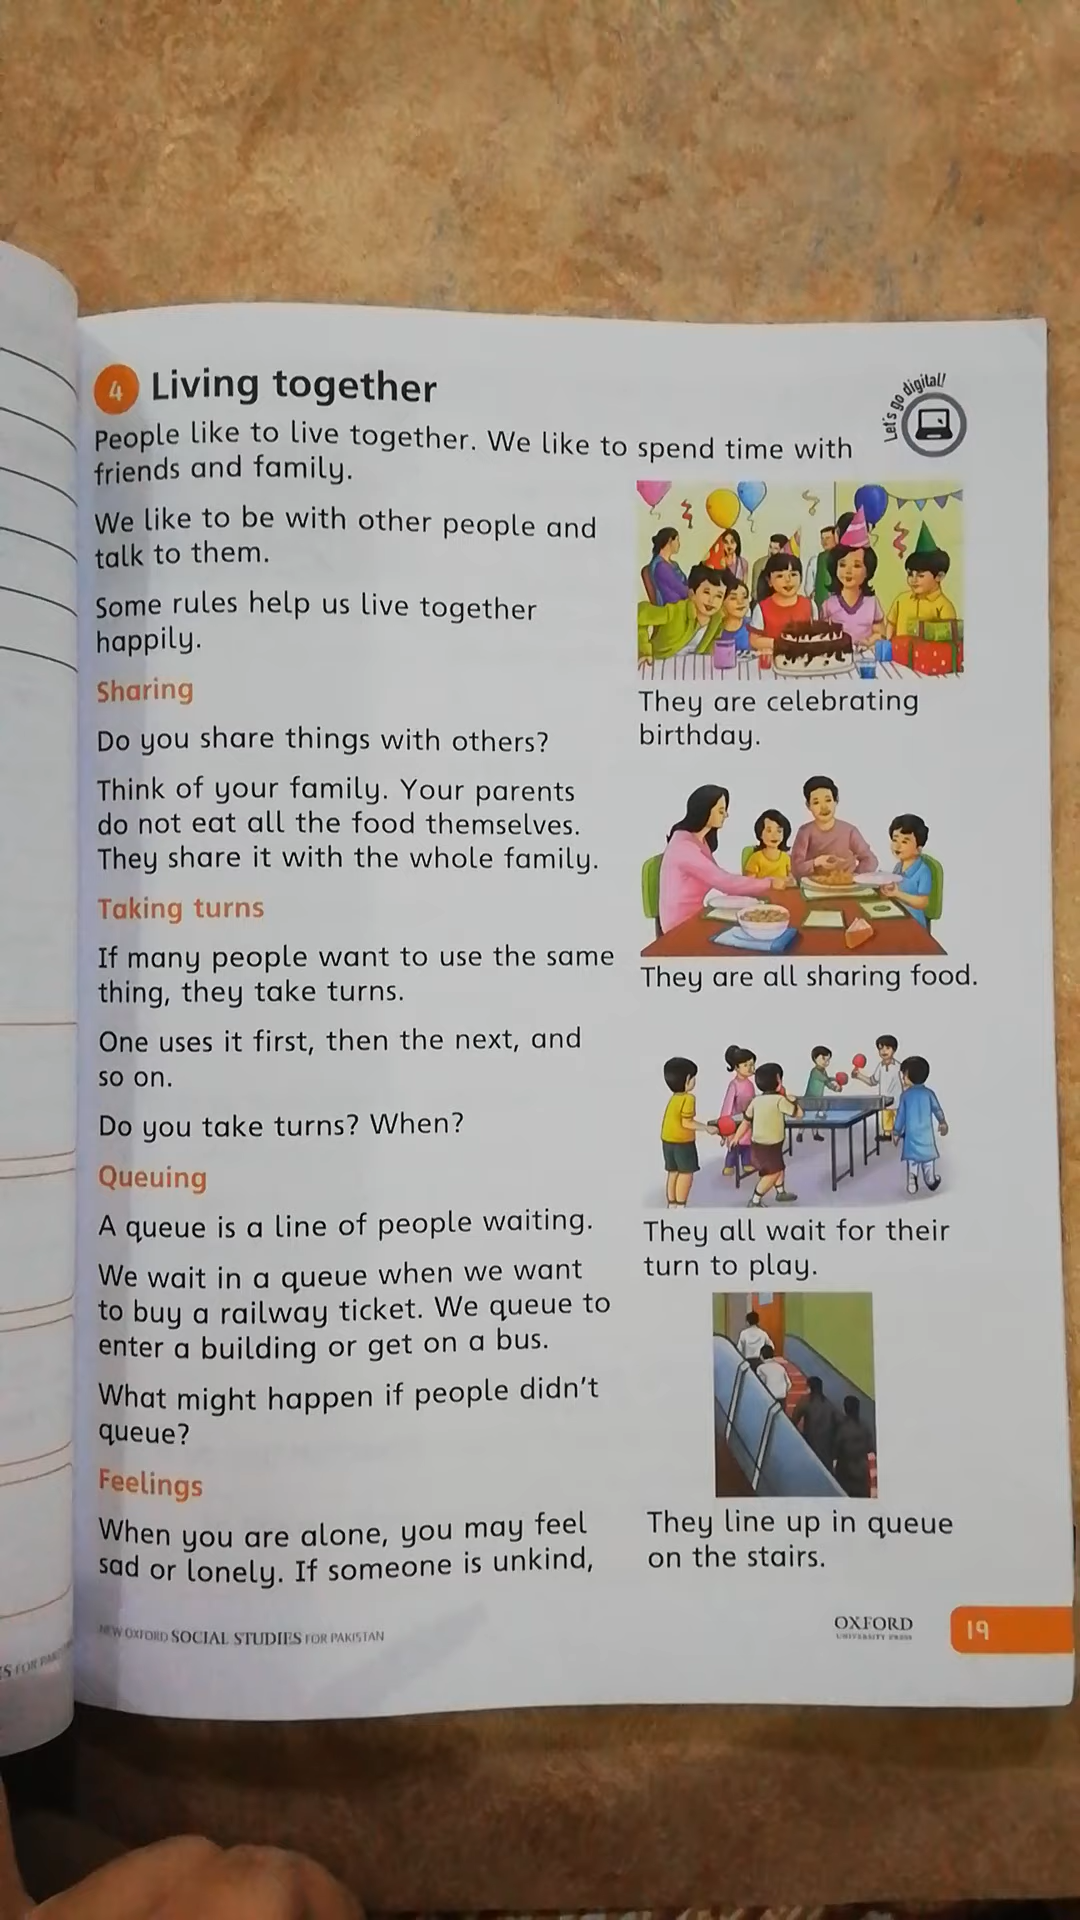 4 Living together
Let's go digital!
People like to live together. We like to spend time with
friends and family.
We like to be with other people and
talk to them.
Some rules help us live together
happily.
They are celebrating
birthday.
Sharing
Do you share things with others?
Think of your family. Your parents
do not eat all the food themselves.
They share it with the whole family.
They are all sharing food.
Taking turns
If many people want to use the same
thing, they take turns.
One uses it first, then the next, and
so on.
Do you take turns? When?
They all wait for their
turn to play.
Queuing
A queue is a line of people waiting.
We wait in a queue when we want
to buy a railway ticket. We queue to
enter a building or get on a bus.
What might happen if people didn't
queue?
They line up in queue
on the stairs.
Feelings
When you are alone, you may feel
sad or lonely. If someone is unkind,
NEW OXFORD SOCIAL STUDIES FOR PAKISTAN
OXFORD
UNIVERSITY PRESS
19